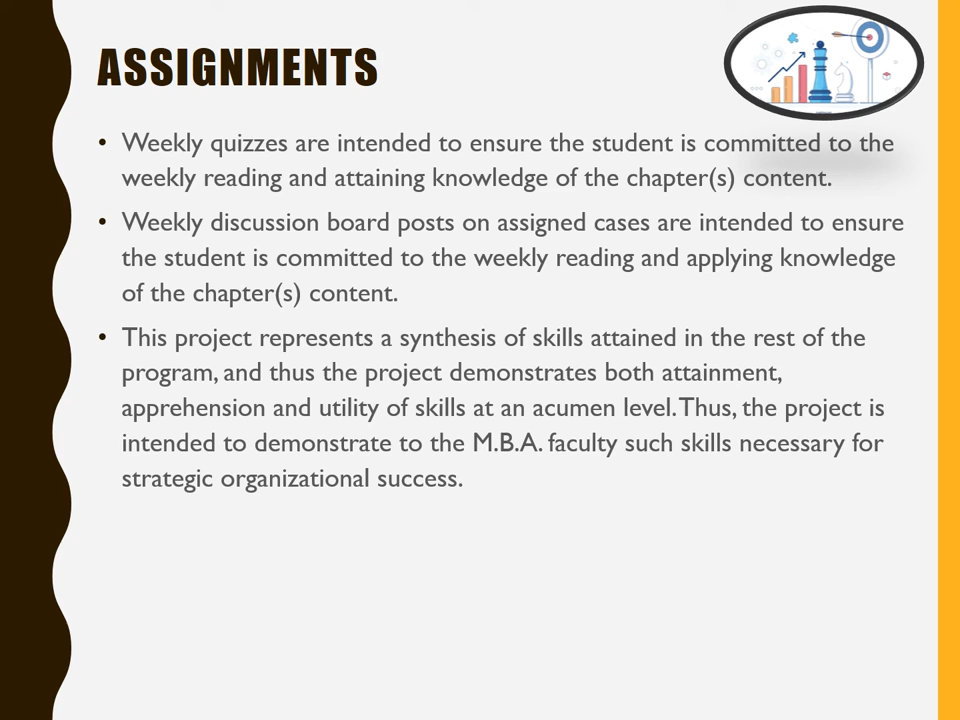 ASSIGNMENTS
• Weekly quizzes are intended to ensure the student is committed to the
weekly reading and attaining knowledge of the chapter(s) content.
• Weekly discussion board posts on assigned cases are intended to ensure
the student is committed to the weekly reading and applying knowledge
of the chapter(s) content.
• This project represents a synthesis of skills attained in the rest of the
program, and thus the project demonstrates both attainment,
apprehension and utility of skills at an acumen level. Thus, the project is
intended to demonstrate to the M.B.A. faculty such skills necessary for
strategic organizational success.